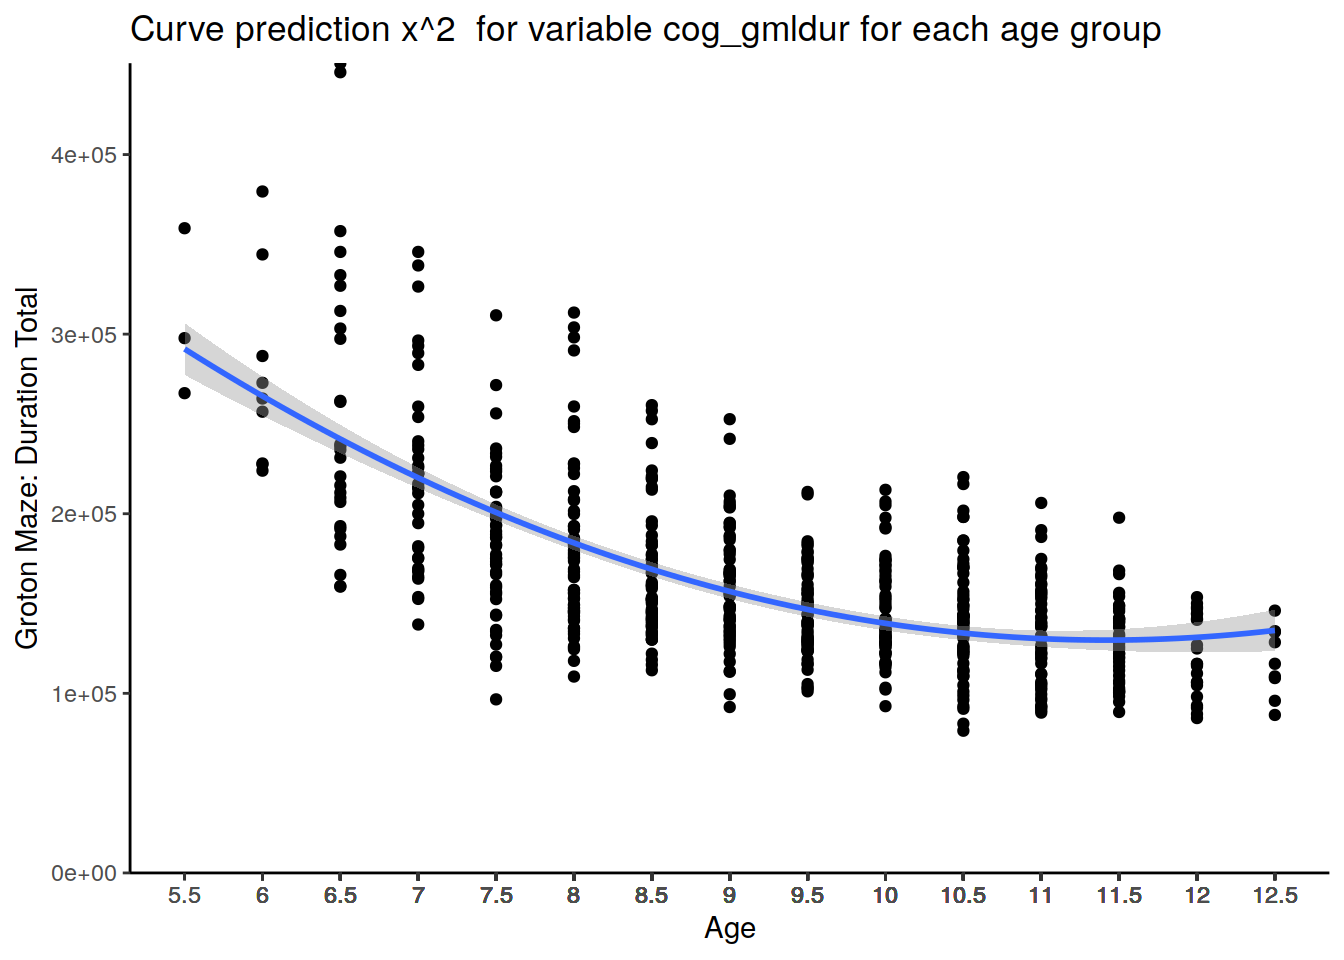 Curve prediction x^2  for variable cog_gmldur for each age group
4e+05
3e+05
2e+05
1e+05
0e+00
Groton Maze: Duration Total
5.5 6 6.5 7 7.5 8 8.5 9 9.5 10 10.5 11 11.5 12 12.5
Age